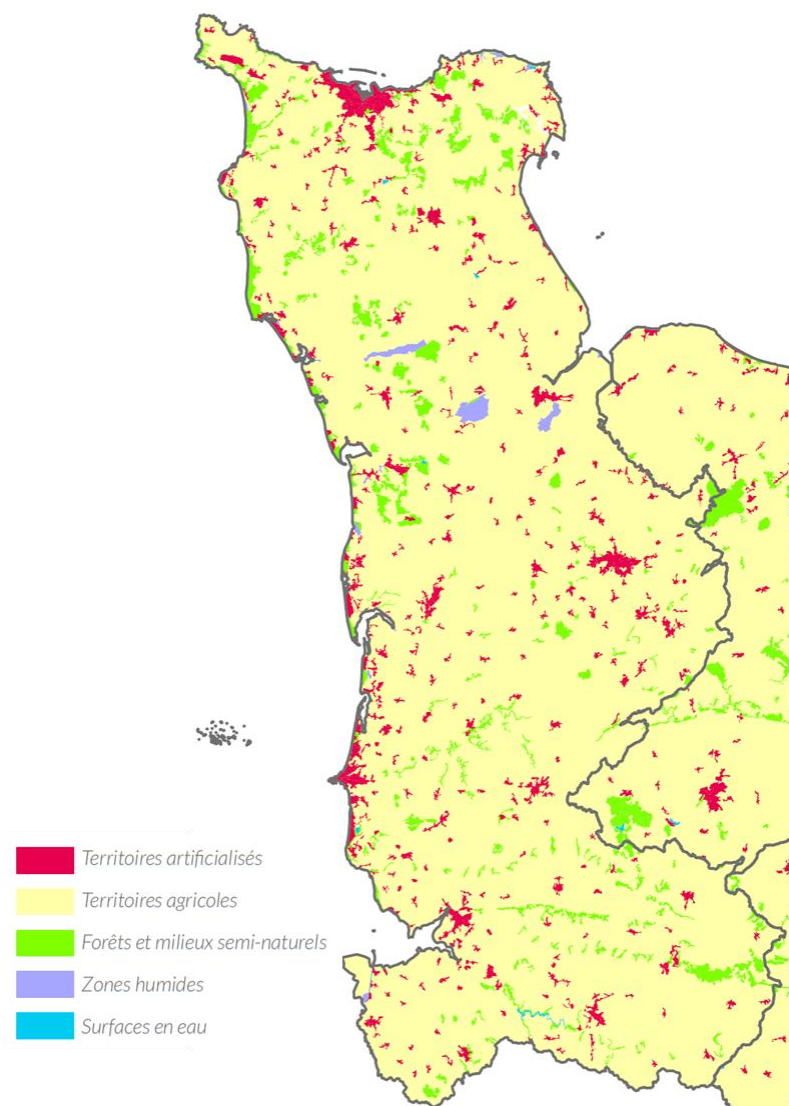 Territoires artificialisés
Territoires agricoles
Forêts et milieux semi-naturels
Zones humides
Surfaces en eau